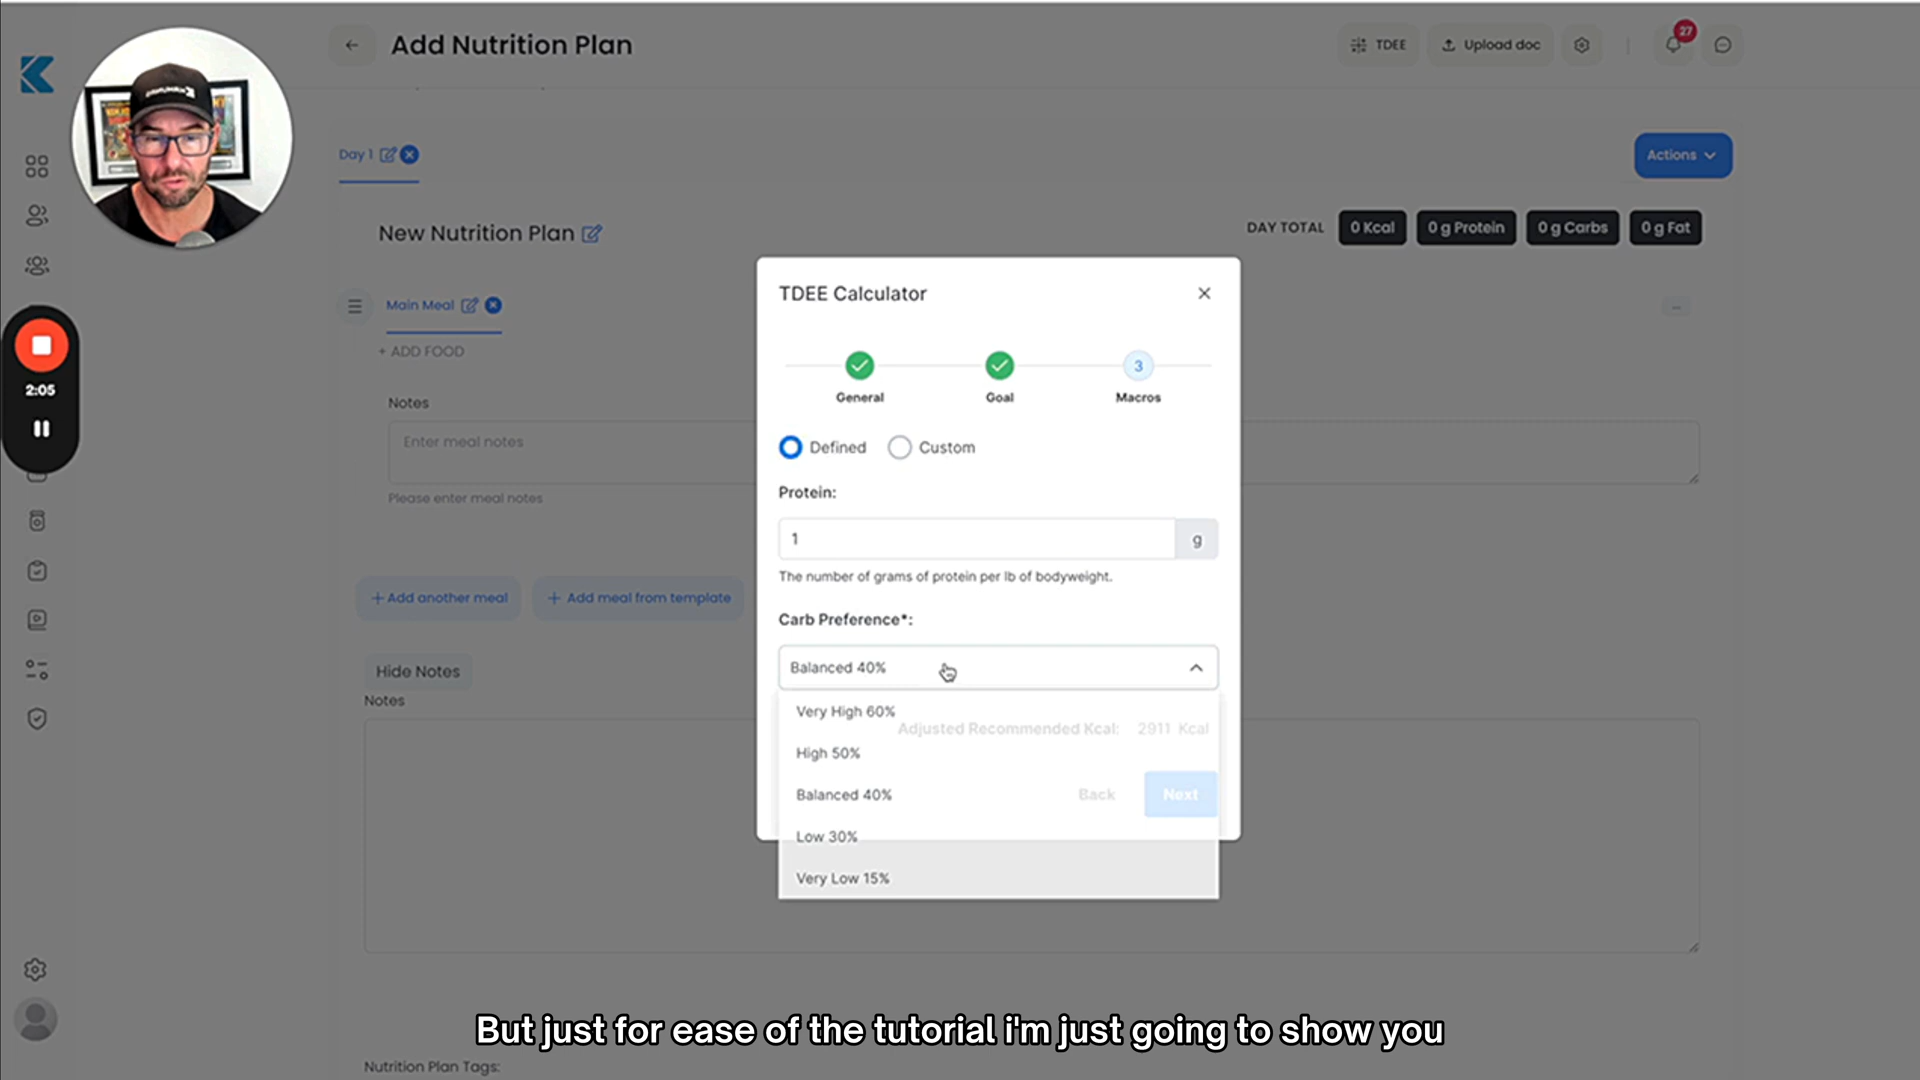 Add Nutrition Plan
TDEE
Upload doc
27
Day 1
Actions
New Nutrition Plan
DAY TOTAL
0 Kcal
0 g Protein
0 g Carbs
0 g Fat
Main Meal
+ ADD FOOD
Notes
Enter meal notes
Please enter meal notes
+ Add another meal
+ Add meal from template
Hide Notes
Notes
Nutrition Plan Tags:
2:05
TDEE Calculator
3
General
Goal
Macros
Defined
Custom
Protein:
1
g
The number of grams of protein per lb of bodyweight.
Carb Preference*:
Balanced 40%
Very High 60%
Adjusted Recommended Kcal: 2911 Kcal
High 50%
Balanced 40%
Back
Next
Low 30%
Very Low 15%
But just for ease of the tutorial i'm just going to show you